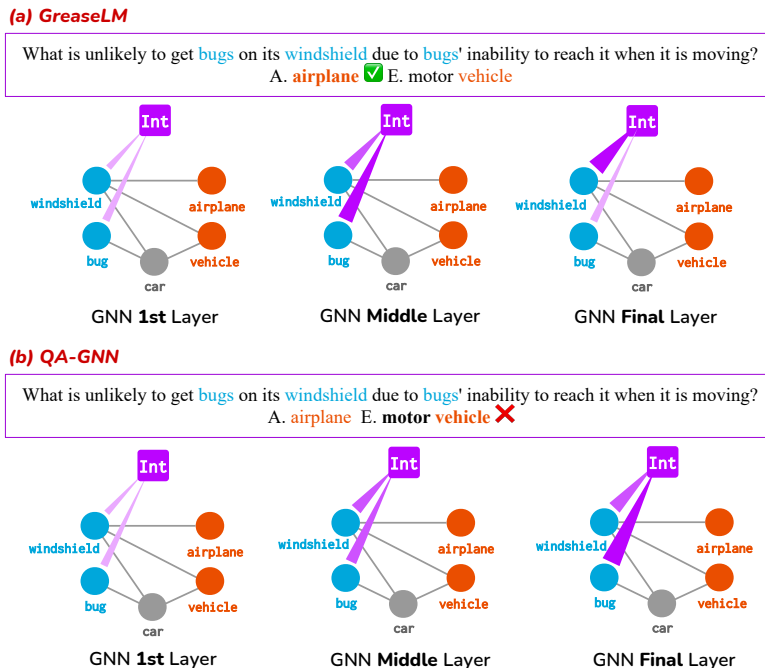 (a) GreaseLM
What is unlikely to get bugs on its windshield due to bugs' inability to reach it when it is moving?
A. airplane ✅ E. motor vehicle
Int Int Int
windshield airplane windshield airplane windshield airplane
bug vehicle bug vehicle bug vehicle
car car car
GNN 1st Layer GNN Middle Layer GNN Final Layer
(b) QA-GNN
What is unlikely to get bugs on its windshield due to bugs' inability to reach it when it is moving?
A. airplane E. motor vehicle ❌
Int Int Int
windshield airplane windshield airplane windshield airplane
bug vehicle bug vehicle bug vehicle
car car car
GNN 1st Layer GNN Middle Layer GNN Final Layer